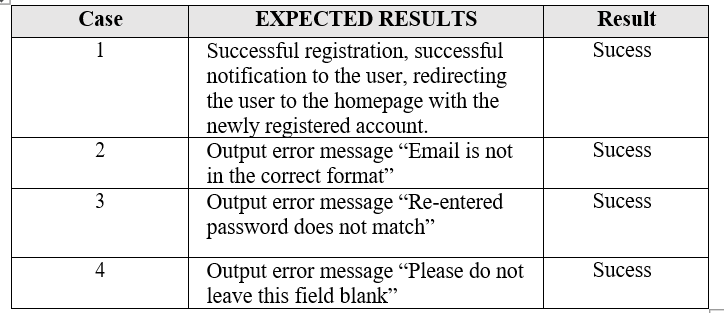 Case EXPECTED RESULTS Result
1 Successful registration, successful Sucess
notification to the user, redirecting
the user to the homepage with the
newly registered account.
2 Output error message “Email is not Sucess
in the correct format”
3 Output error message “Re-entered Sucess
password does not match”
4 Output error message “Please do not Sucess
leave this field blank”